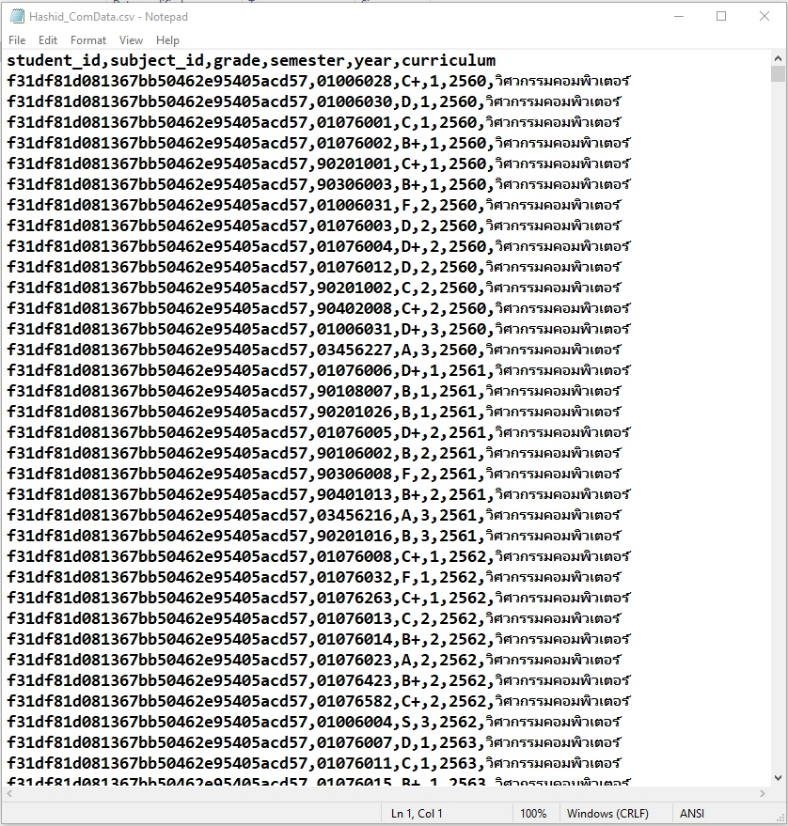 Hashid_ComData.csv - Notepad
File Edit Format View Help
student_id,subject_id,grade,semester,year,curriculum
f31df81d081367bb50462e95405acd57,01006028,C+,1,2560,วิศวกรรมคอมพิวเตอร์
f31df81d081367bb50462e95405acd57,01006030,D,1,2560,วิศวกรรมคอมพิวเตอร์
f31df81d081367bb50462e95405acd57,01076001,C,1,2560,วิศวกรรมคอมพิวเตอร์
f31df81d081367bb50462e95405acd57,01076002,B+,1,2560,วิศวกรรมคอมพิวเตอร์
f31df81d081367bb50462e95405acd57,90201001,C+,1,2560,วิศวกรรมคอมพิวเตอร์
f31df81d081367bb50462e95405acd57,90306003,B+,1,2560,วิศวกรรมคอมพิวเตอร์
f31df81d081367bb50462e95405acd57,01006031,F,2,2560,วิศวกรรมคอมพิวเตอร์
f31df81d081367bb50462e95405acd57,01076003,D,2,2560,วิศวกรรมคอมพิวเตอร์
f31df81d081367bb50462e95405acd57,01076004,D+,2,2560,วิศวกรรมคอมพิวเตอร์
f31df81d081367bb50462e95405acd57,01076012,D,2,2560,วิศวกรรมคอมพิวเตอร์
f31df81d081367bb50462e95405acd57,90201002,C,2,2560,วิศวกรรมคอมพิวเตอร์
f31df81d081367bb50462e95405acd57,90402008,C+,2,2560,วิศวกรรมคอมพิวเตอร์
f31df81d081367bb50462e95405acd57,01006031,D+,3,2560,วิศวกรรมคอมพิวเตอร์
f31df81d081367bb50462e95405acd57,03456227,A,3,2560,วิศวกรรมคอมพิวเตอร์
f31df81d081367bb50462e95405acd57,01076006,D+,1,2561,วิศวกรรมคอมพิวเตอร์
f31df81d081367bb50462e95405acd57,90108007,B,1,2561,วิศวกรรมคอมพิวเตอร์
f31df81d081367bb50462e95405acd57,90201026,B,1,2561,วิศวกรรมคอมพิวเตอร์
f31df81d081367bb50462e95405acd57,01076005,D+,2,2561,วิศวกรรมคอมพิวเตอร์
f31df81d081367bb50462e95405acd57,90106002,B,2,2561,วิศวกรรมคอมพิวเตอร์
f31df81d081367bb50462e95405acd57,90306008,F,2,2561,วิศวกรรมคอมพิวเตอร์
f31df81d081367bb50462e95405acd57,90401013,B+,2,2561,วิศวกรรมคอมพิวเตอร์
f31df81d081367bb50462e95405acd57,03456216,A,3,2561,วิศวกรรมคอมพิวเตอร์
f31df81d081367bb50462e95405acd57,90201016,B,3,2561,วิศวกรรมคอมพิวเตอร์
f31df81d081367bb50462e95405acd57,01076008,C+,1,2562,วิศวกรรมคอมพิวเตอร์
f31df81d081367bb50462e95405acd57,01076032,F,1,2562,วิศวกรรมคอมพิวเตอร์
f31df81d081367bb50462e95405acd57,01076263,C+,1,2562,วิศวกรรมคอมพิวเตอร์
f31df81d081367bb50462e95405acd57,01076013,C,2,2562,วิศวกรรมคอมพิวเตอร์
f31df81d081367bb50462e95405acd57,01076014,B+,2,2562,วิศวกรรมคอมพิวเตอร์
f31df81d081367bb50462e95405acd57,01076023,A,2,2562,วิศวกรรมคอมพิวเตอร์
f31df81d081367bb50462e95405acd57,01076423,B+,2,2562,วิศวกรรมคอมพิวเตอร์
f31df81d081367bb50462e95405acd57,01076582,C+,2,2562,วิศวกรรมคอมพิวเตอร์
f31df81d081367bb50462e95405acd57,01006004,S,3,2562,วิศวกรรมคอมพิวเตอร์
f31df81d081367bb50462e95405acd57,01076007,D,1,2563,วิศวกรรมคอมพิวเตอร์
f31df81d081367bb50462e95405acd57,01076011,C,1,2563,วิศวกรรมคอมพิวเตอร์
f31df81d081367bb50462e95405acd57,01076015,B+,1,2563,วิศวกรรมคอมพิวเตอร์
Ln 1, Col 1 100% Windows (CRLF) ANSI